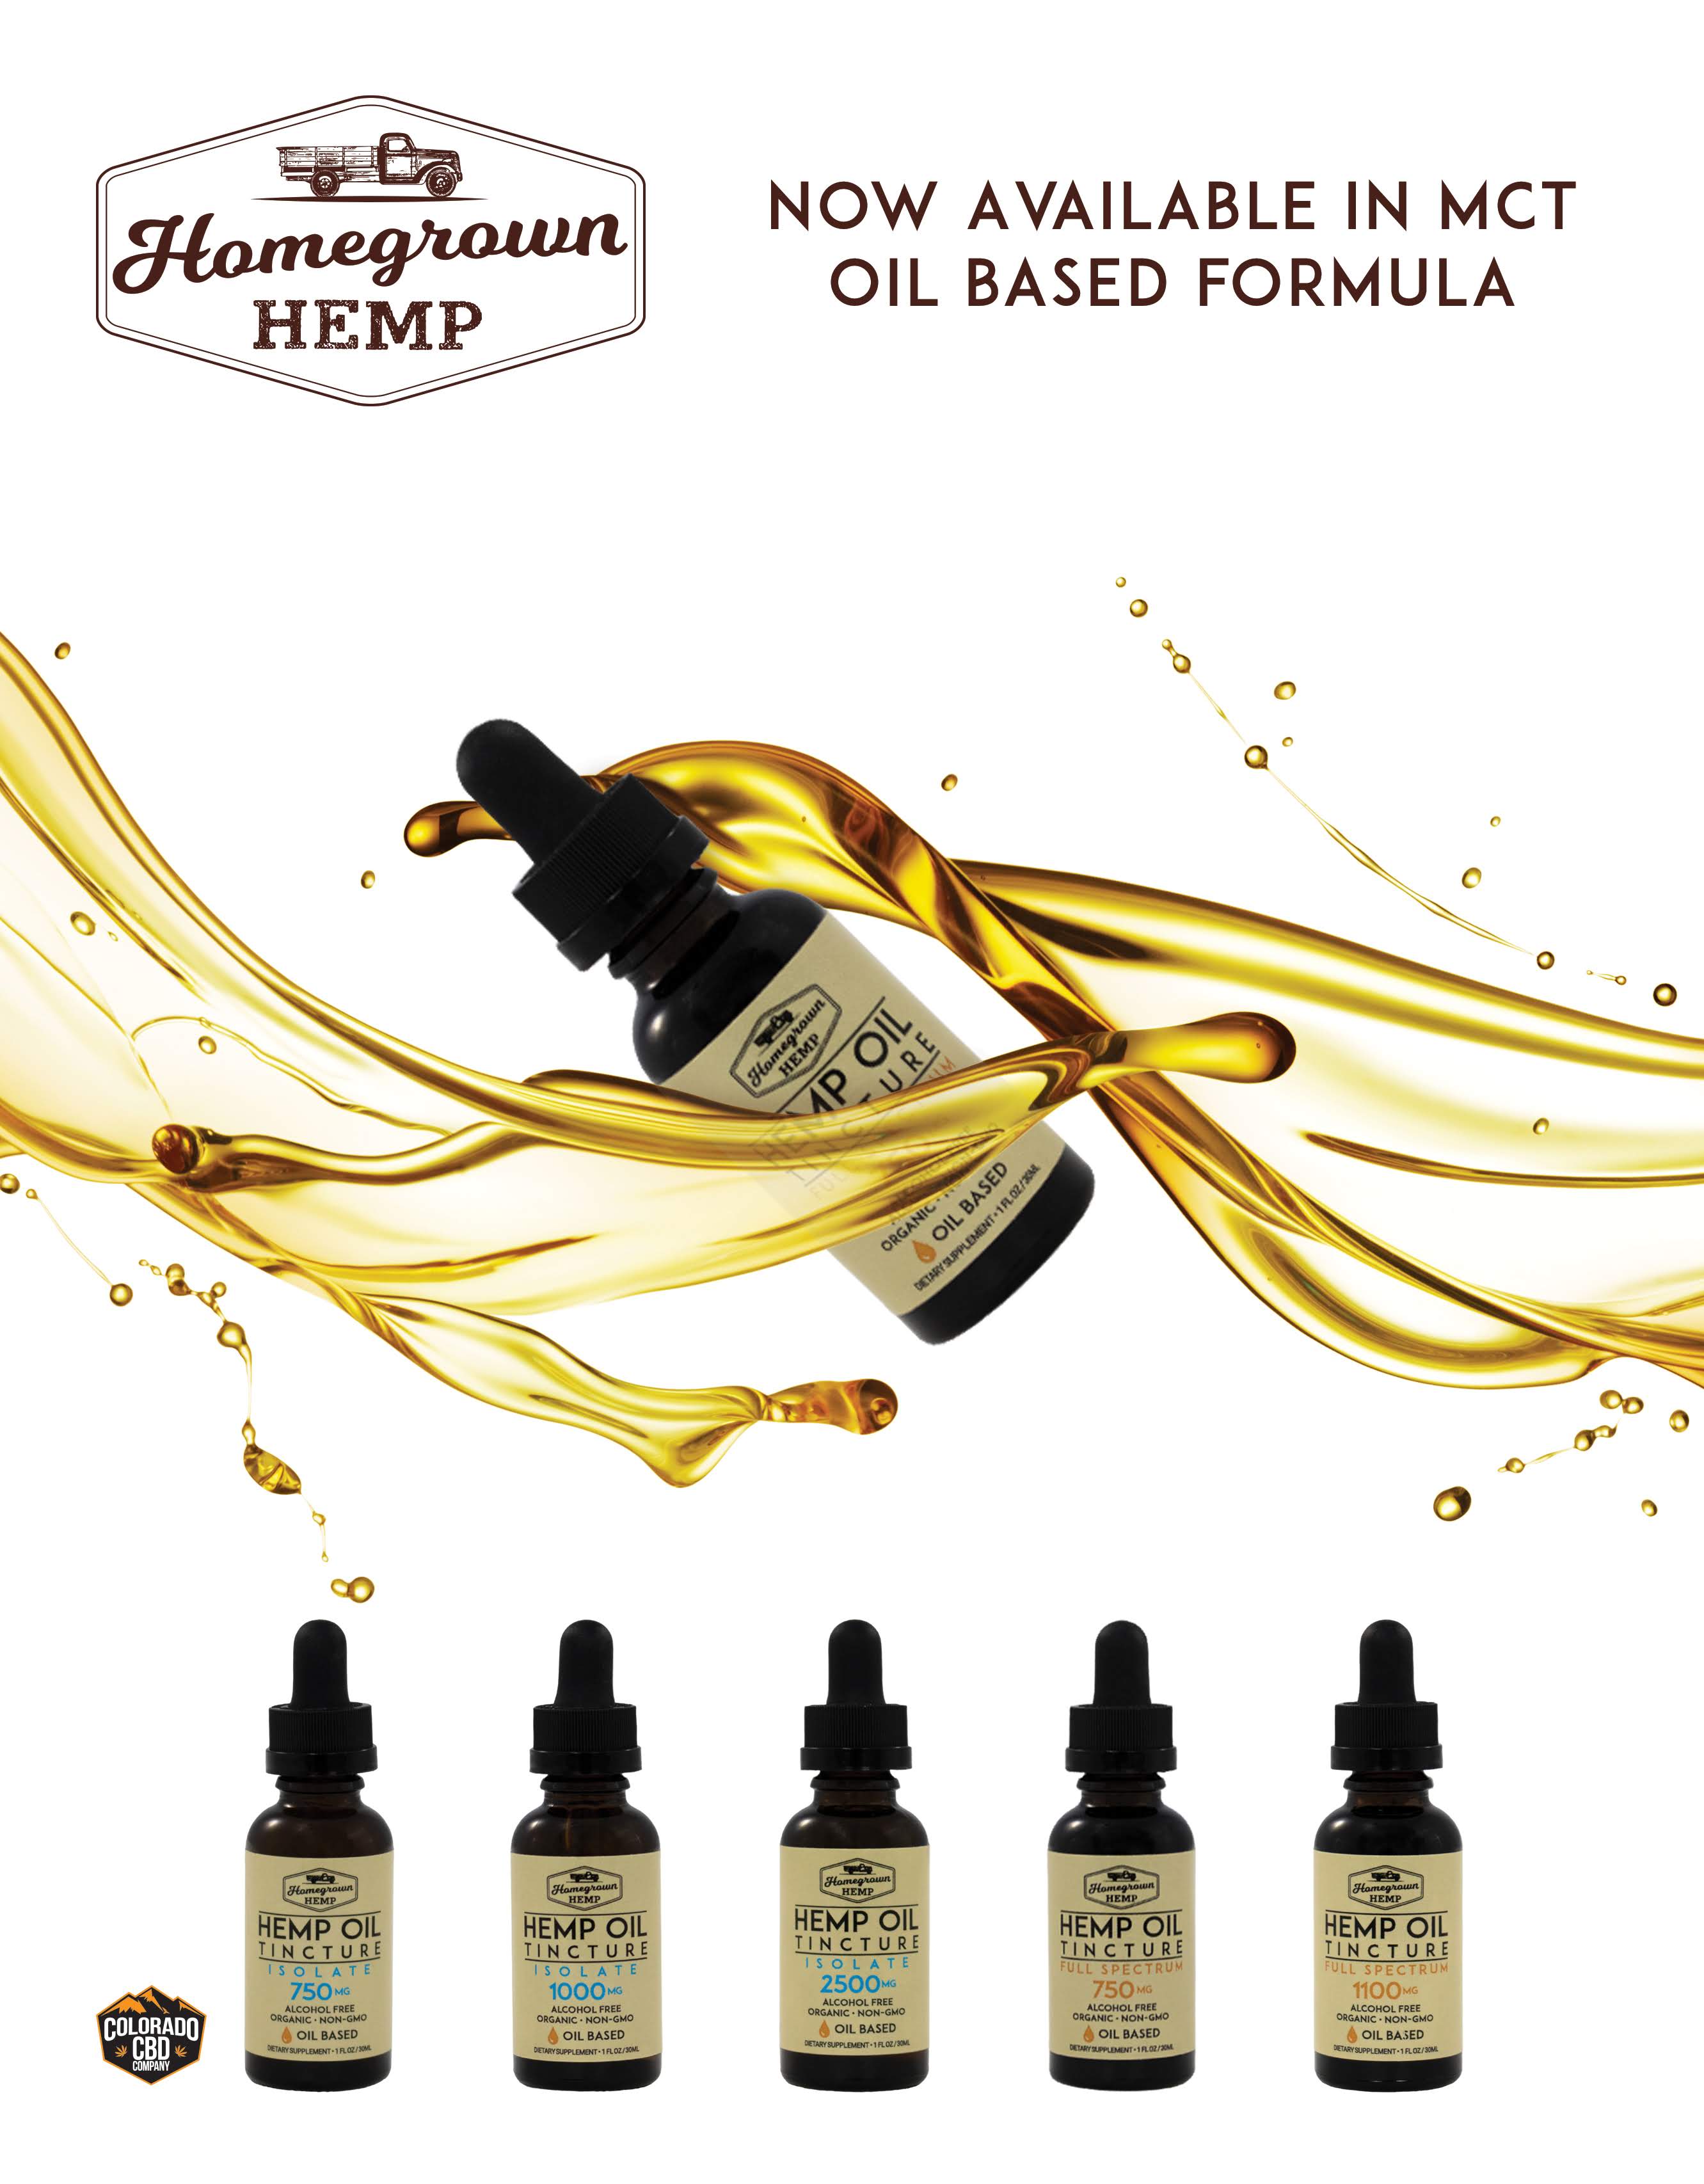 Homegrown
HEMP
NOW AVAILABLE IN MCT
OIL BASED FORMULA
Homegrown
HEMP
OIL
ORGANIC
OIL BASED
DIETARY SUPPLEMENT • 1 FL OZ/30ML
Homegrown
HEMP
HEMP OIL
TINCTURE
ISOLATE
750MG
ALCOHOL FREE
ORGANIC • NON-GMO
OIL BASED
DIETARY SUPPLEMENT • 1 FL OZ/30ML
Homegrown
HEMP
HEMP OIL
TINCTURE
ISOLATE
1000MG
ALCOHOL FREE
ORGANIC • NON-GMO
OIL BASED
DIETARY SUPPLEMENT • 1 FL OZ/30ML
Homegrown
HEMP
HEMP OIL
TINCTURE
ISOLATE
2500MG
ALCOHOL FREE
ORGANIC • NON-GMO
OIL BASED
DIETARY SUPPLEMENT • 1 FL OZ/30ML
Homegrown
HEMP
HEMP OIL
TINCTURE
FULL SPECTRUM
750MG
ALCOHOL FREE
ORGANIC • NON-GMO
OIL BASED
DIETARY SUPPLEMENT • 1 FL OZ/30ML
Homegrown
HEMP
HEMP OIL
TINCTURE
FULL SPECTRUM
1100MG
ALCOHOL FREE
ORGANIC • NON-GMO
OIL BASED
DIETARY SUPPLEMENT • 1 FL OZ/30ML
COLORADO
CBD
COMPANY